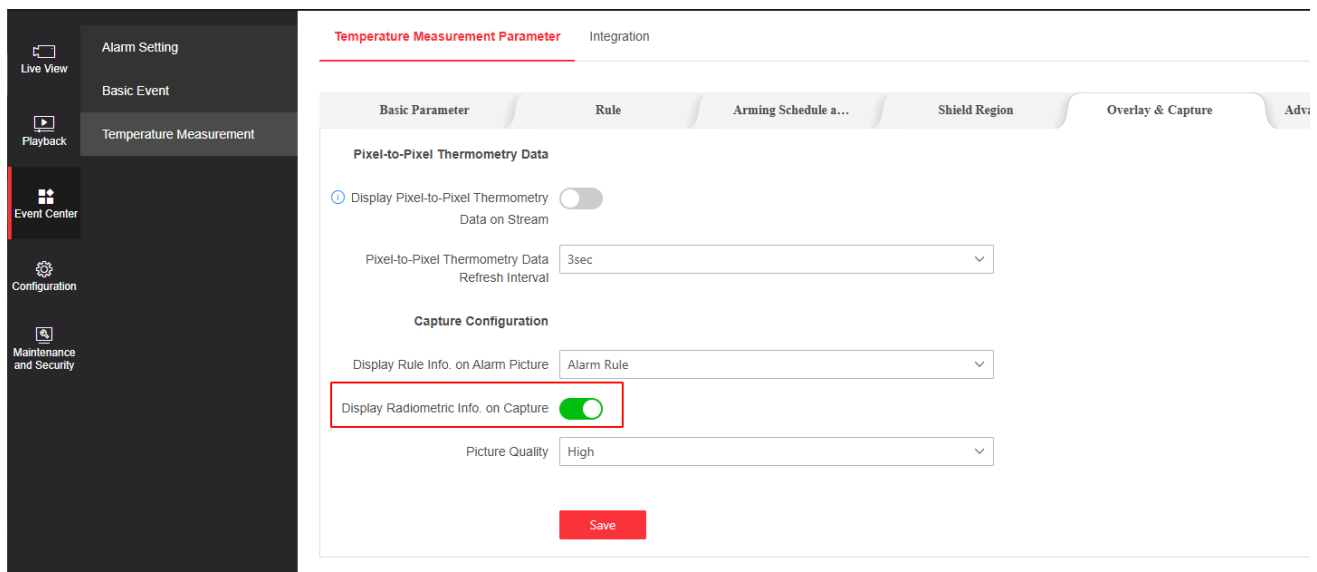 Live View
Playback
Event Center
Configuration
Maintenance
and Security
Alarm Setting
Basic Event
Temperature Measurement
Temperature Measurement Parameter
Integration
Basic Parameter
Rule
Arming Schedule a...
Shield Region
Overlay & Capture
Adva
Pixel-to-Pixel Thermometry Data
Display Pixel-to-Pixel Thermometry
Data on Stream
Pixel-to-Pixel Thermometry Data
Refresh Interval
3sec
Capture Configuration
Display Rule Info. on Alarm Picture
Alarm Rule
Display Radiometric Info. on Capture
Picture Quality
High
Save